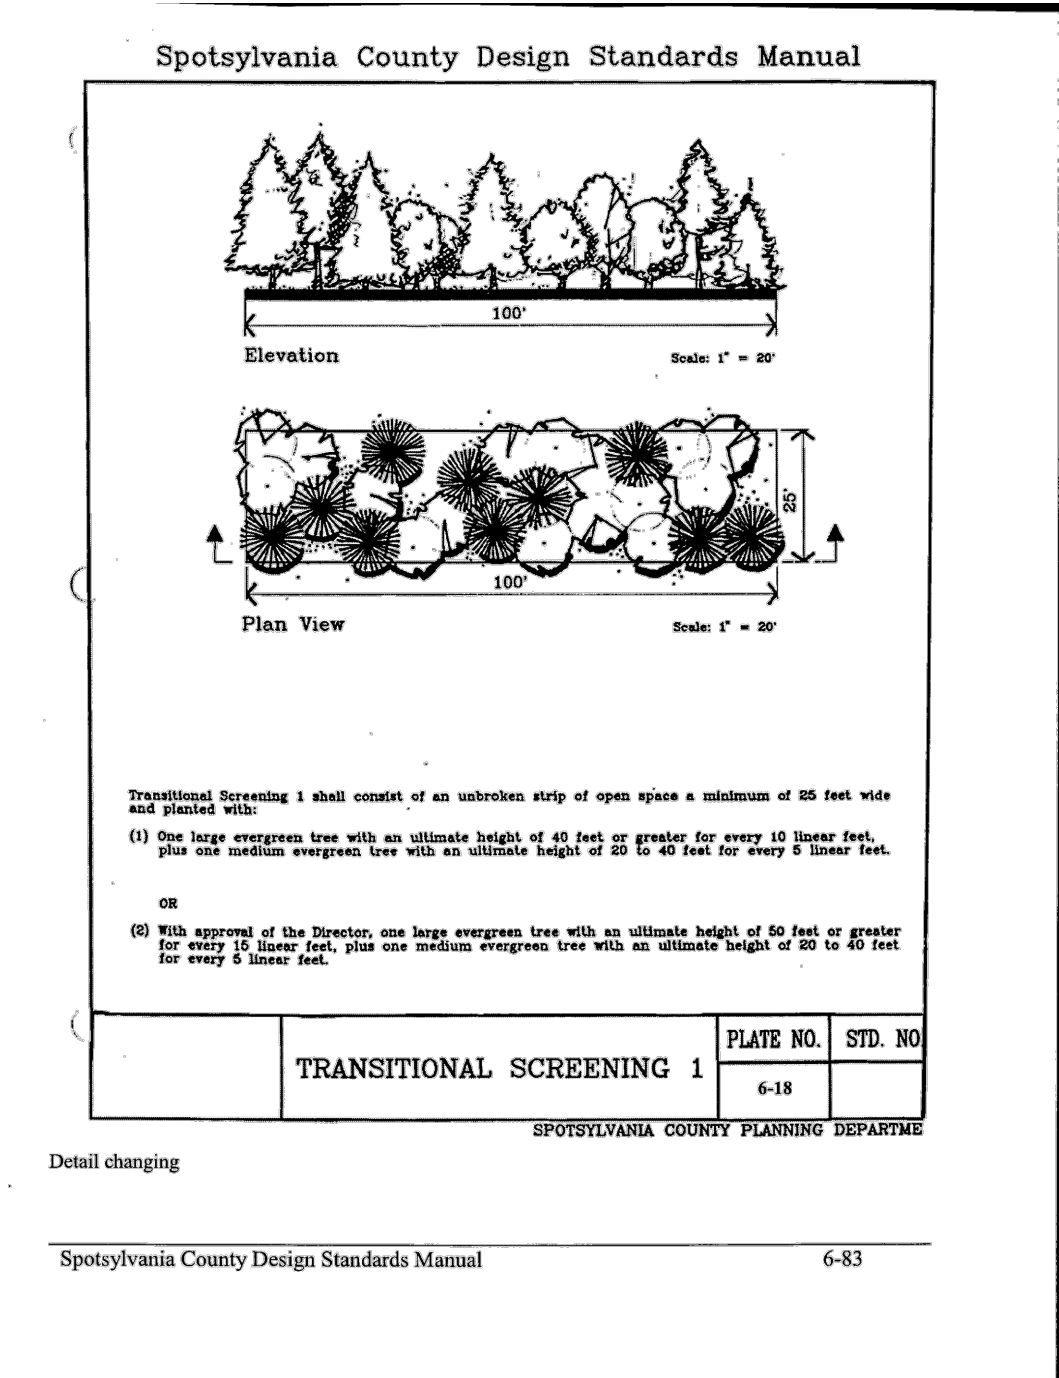 Spotsylvania County Design Standards Manual
100'
Elevation
Scale: 1" = 20'
25'
100'
Plan View
Scale: 1" = 20'
Transitional Screening 1 shall consist of an unbroken strip of open space a minimum of 25 feet wide
and planted with:
(1) One large evergreen tree with an ultimate height of 40 feet or greater for every 10 linear feet,
plus one medium evergreen tree with an ultimate height of 20 to 40 feet for every 5 linear feet.
OR
(2) With approval of the Director, one large evergreen tree with an ultimate height of 50 feet or greater
for every 15 linear feet, plus one medium evergreen tree with an ultimate height of 20 to 40 feet
for every 5 linear feet.
TRANSITIONAL SCREENING 1
PLATE NO.
STD. NO
6-18
SPOTSYLVANIA COUNTY PLANNING DEPARTME
Detail changing
Spotsylvania County Design Standards Manual 6-83